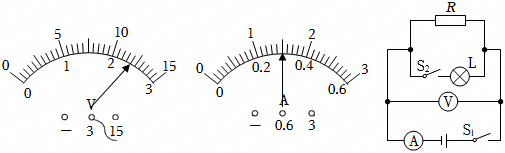 0 5 10 15
0 1 2 3
V
– 3 15
0 1 2 3
0 0.2 0.4 0.6
A
– 0.6 3
R
S₂ L
V
A S₁